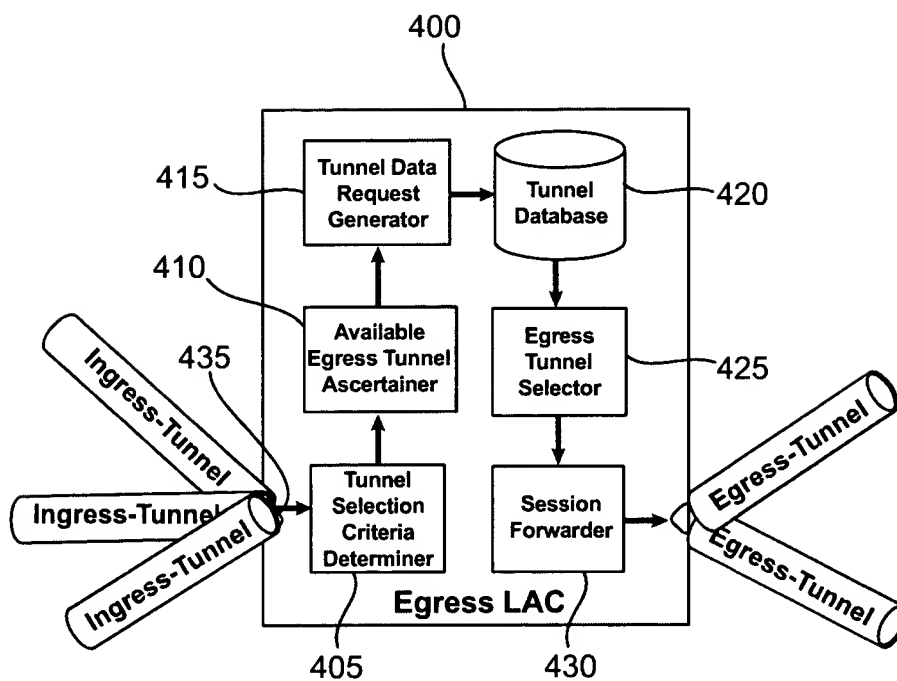 400
415
Tunnel Data
Request
Generator
Tunnel
Database
420
410
Available
Egress Tunnel
Ascertainer
Egress
Tunnel
Selector
425
435
Ingress-Tunnel
Ingress-Tunnel
Ingress-Tunnel
Tunnel
Selection
Criteria
Determiner
Session
Forwarder
Egress-Tunnel
Egress-Tunnel
Egress LAC
405
430